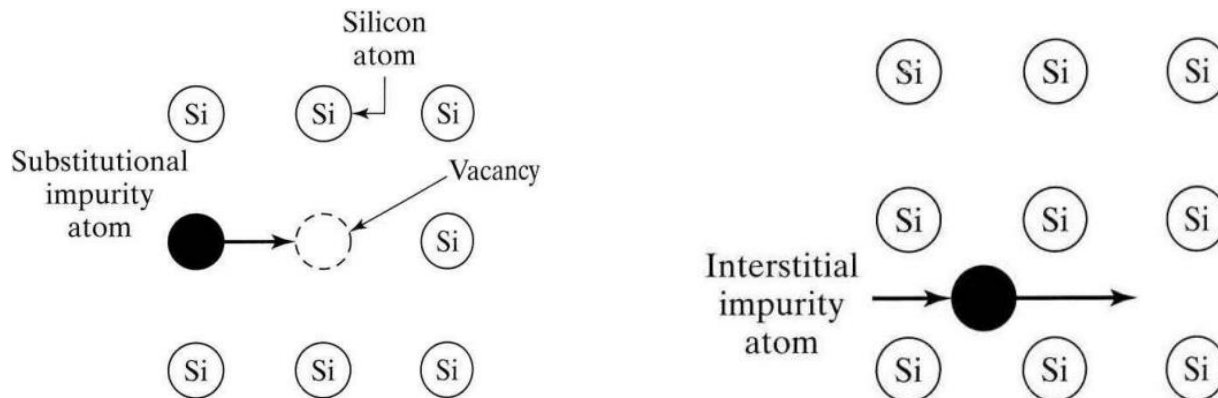 Silicon
atom
Si Si Si
Substitutional
impurity
atom
Vacancy
Si
Si Si Si
Si Si Si
Si Si Si
Interstitial
impurity
atom
Si Si Si